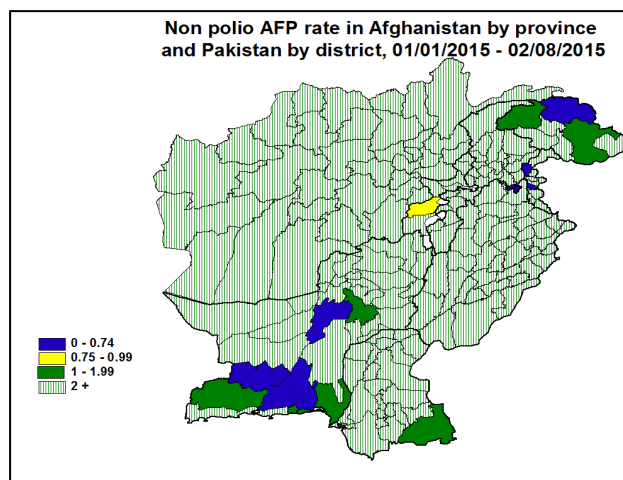 Non polio AFP rate in Afghanistan by province
and Pakistan by district, 01/01/2015 - 02/08/2015
0 - 0.74
0.75 - 0.99
1 - 1.99
2 +